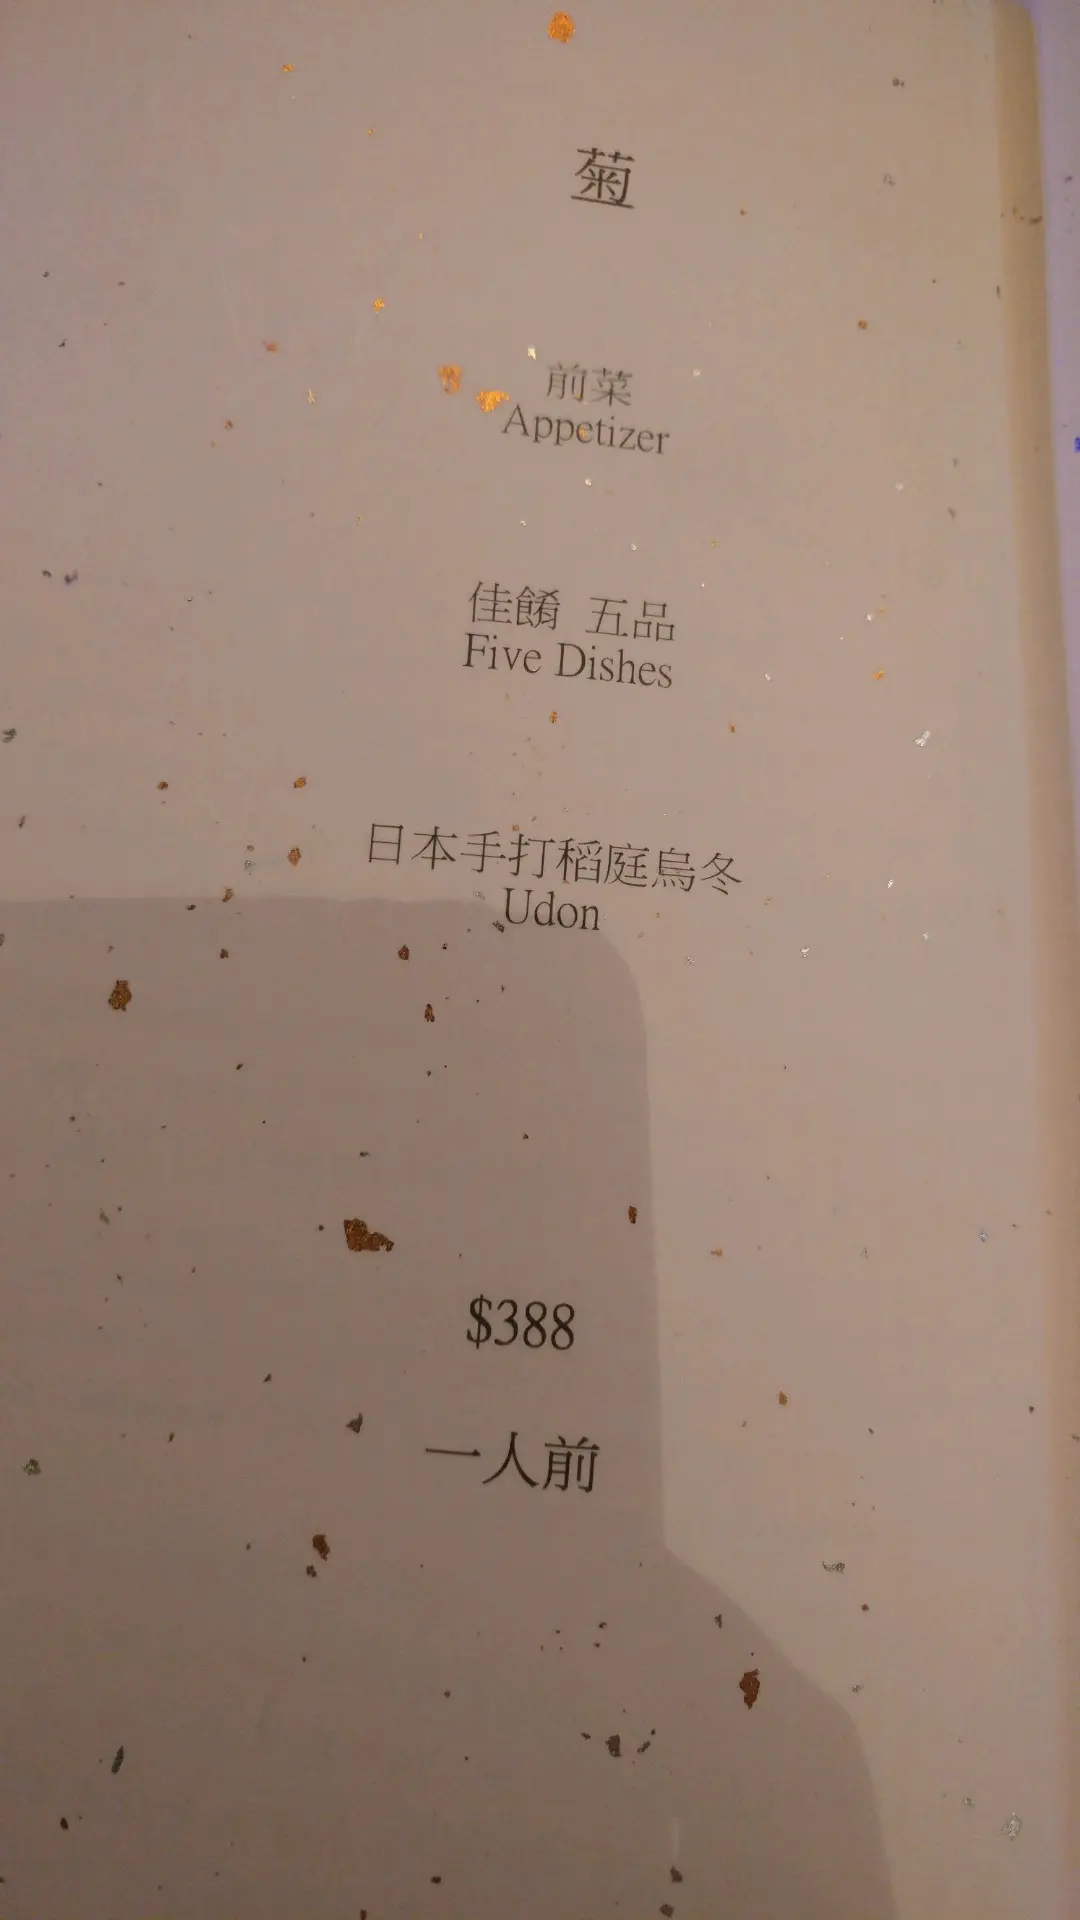 菊
前菜
Appetizer
佳餚 五品
Five Dishes
日本手打稻庭烏冬
Udon
$388
一人前